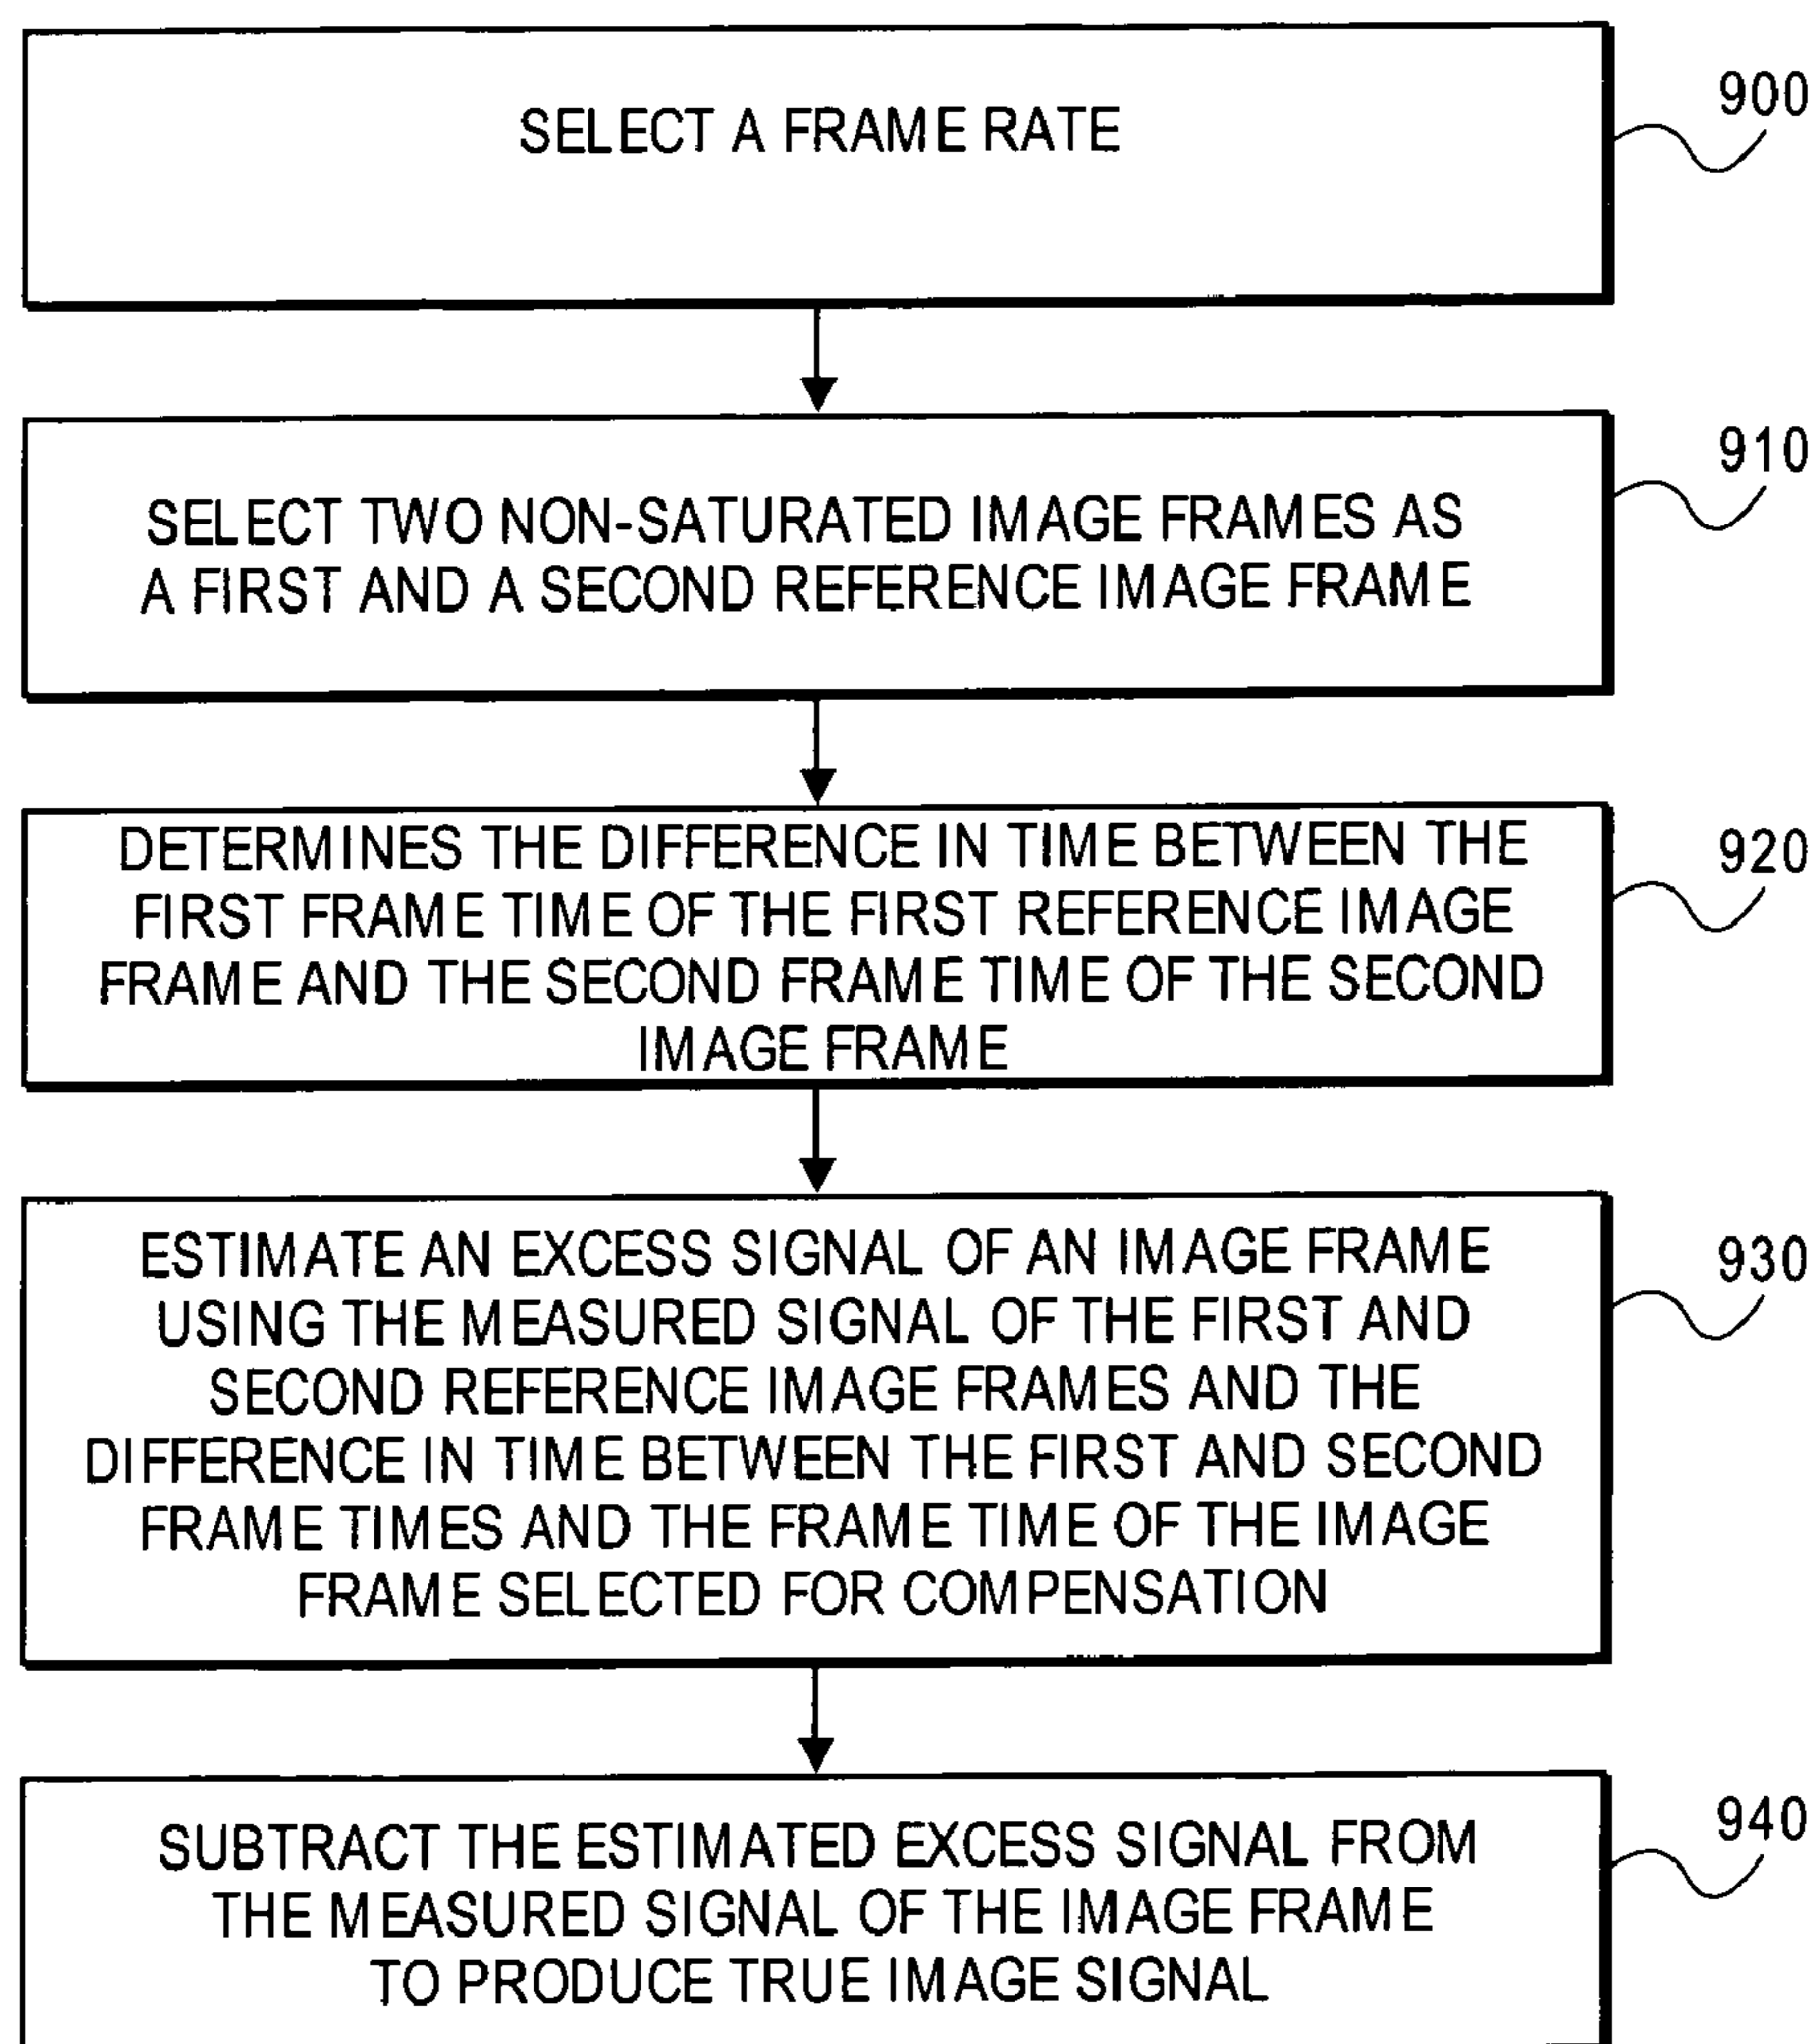 SELECT A FRAME RATE
900
SELECT TWO NON-SATURATED IMAGE FRAMES AS
A FIRST AND A SECOND REFERENCE IMAGE FRAME
910
DETERMINES THE DIFFERENCE IN TIME BETWEEN THE
FIRST FRAME TIME OF THE FIRST REFERENCE IMAGE
FRAME AND THE SECOND FRAME TIME OF THE SECOND
IMAGE FRAME
920
ESTIMATE AN EXCESS SIGNAL OF AN IMAGE FRAME
USING THE MEASURED SIGNAL OF THE FIRST AND
SECOND REFERENCE IMAGE FRAMES AND THE
DIFFERENCE IN TIME BETWEEN THE FIRST AND SECOND
FRAME TIMES AND THE FRAME TIME OF THE IMAGE
FRAME SELECTED FOR COMPENSATION
930
SUBTRACT THE ESTIMATED EXCESS SIGNAL FROM
THE MEASURED SIGNAL OF THE IMAGE FRAME
TO PRODUCE TRUE IMAGE SIGNAL
940